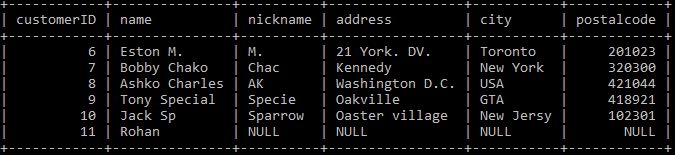 +------------+---------------+----------+-----------------+-----------+------------+
| customerID | name          | nickname | address         | city      | postalcode |
+------------+---------------+----------+-----------------+-----------+------------+
|          6 | Eston M.      | M.       | 21 York. DV.    | Toronto   |     201023 |
|          7 | Bobby Chako   | Chac     | Kennedy         | New York  |     320300 |
|          8 | Ashko Charles | AK       | Washington D.C. | USA       |     421044 |
|          9 | Tony Special  | Specie   | Oakville        | GTA       |     418921 |
|         10 | Jack Sp       | Sparrow  | Oaster village  | New Jersy |     102301 |
|         11 | Rohan         | NULL     | NULL            | NULL      |       NULL |
+------------+---------------+----------+-----------------+-----------+------------+